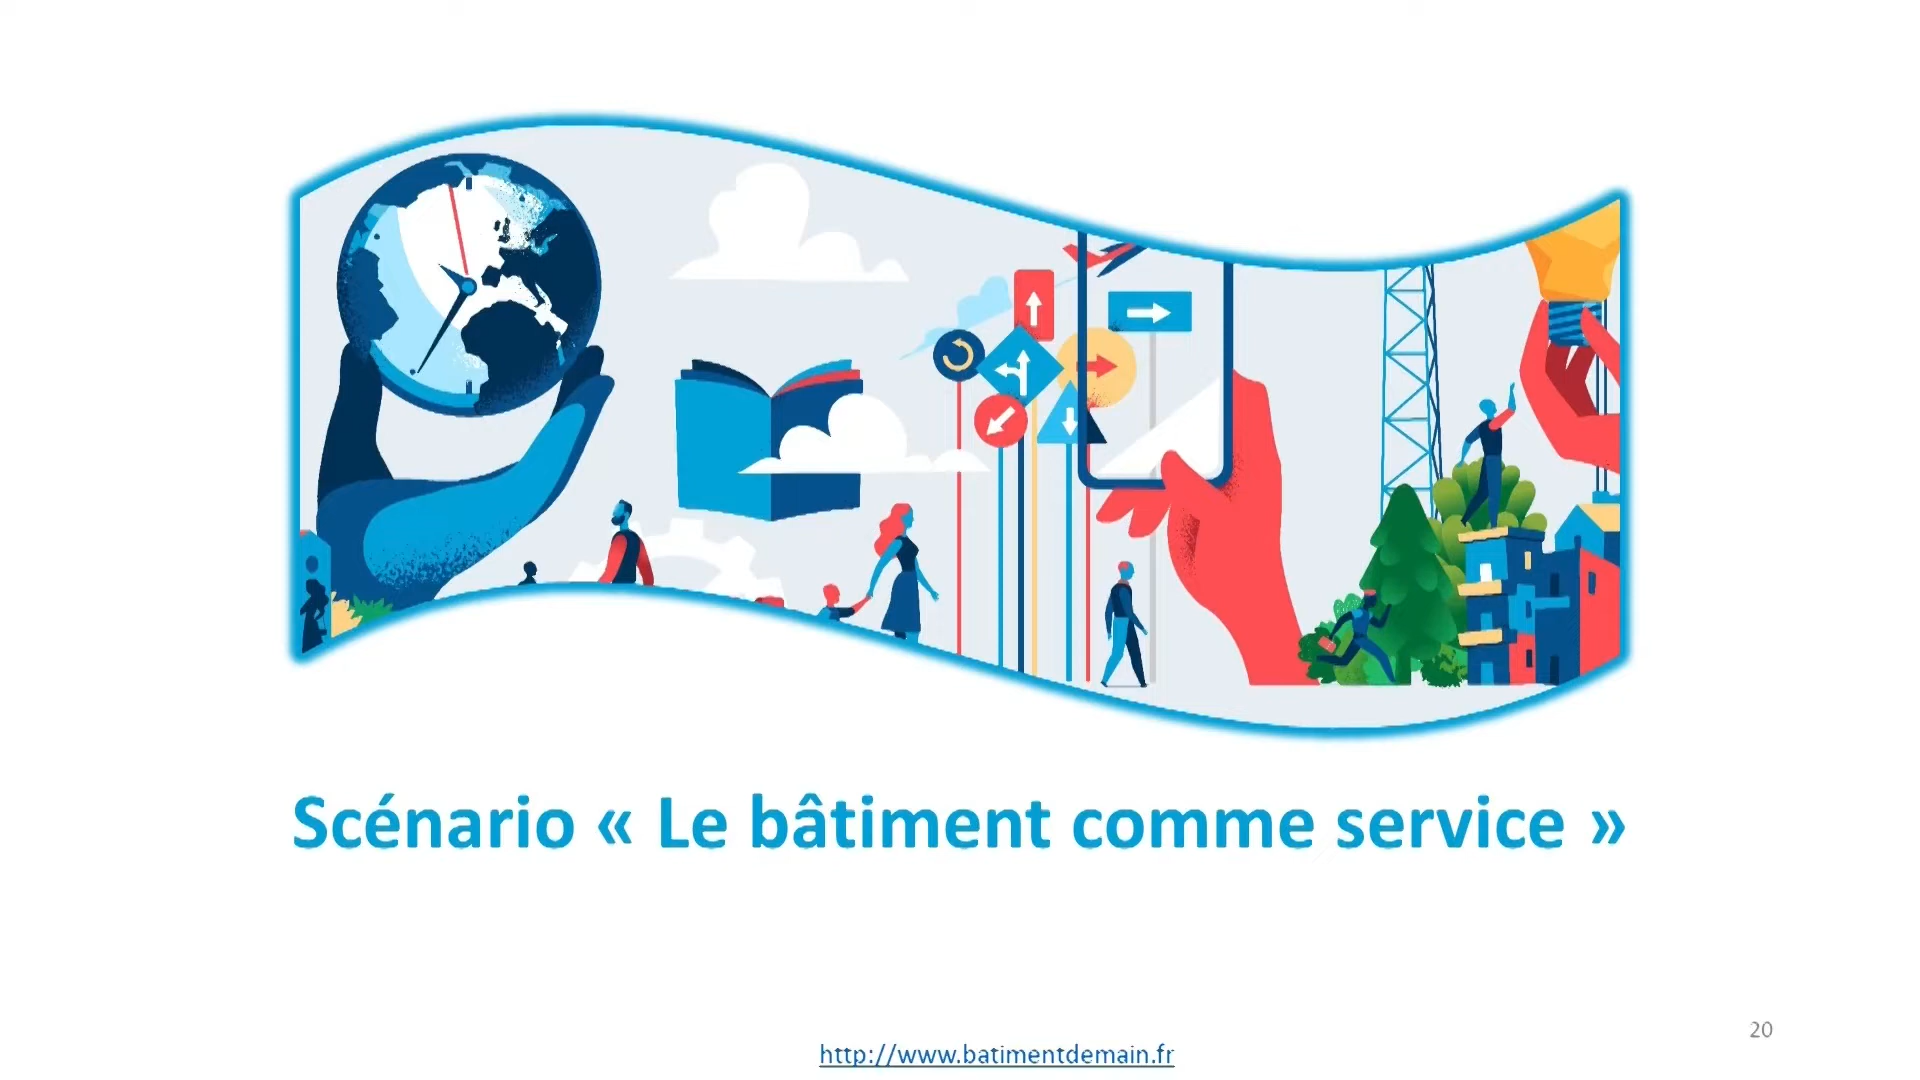 Scénario « Le bâtiment comme service »
20
http://www.batimentdemain.fr